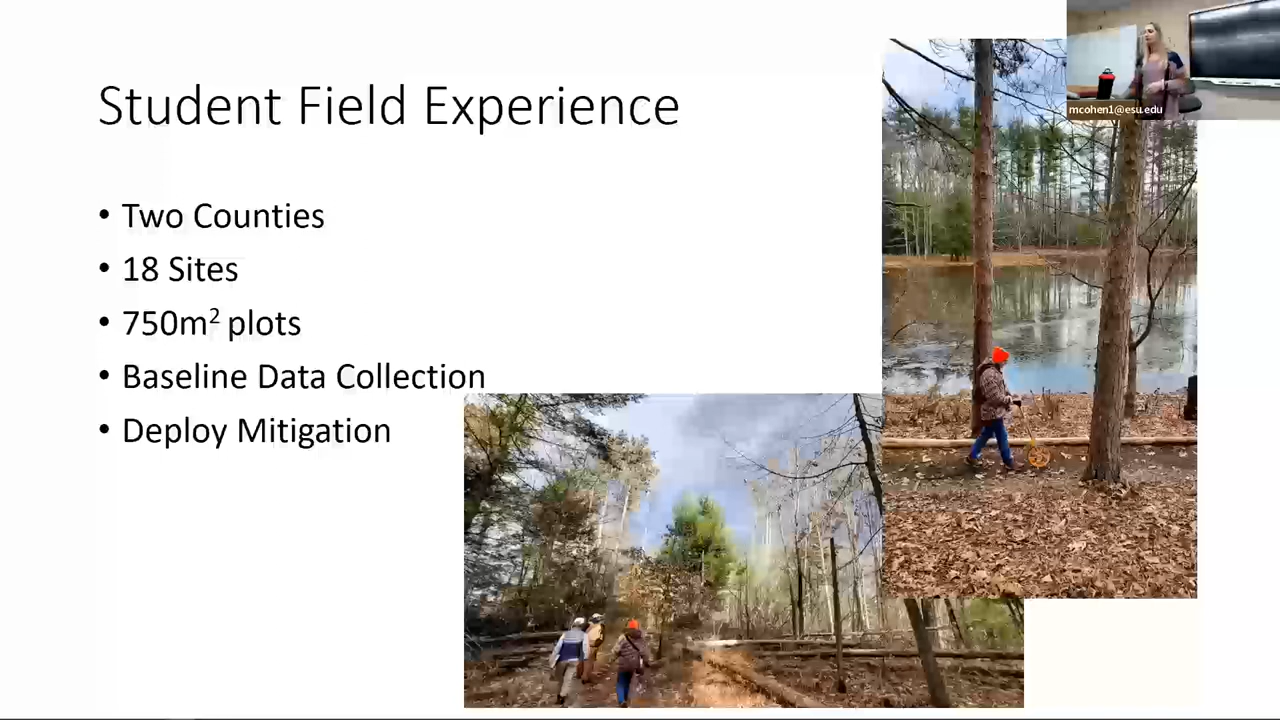 Student Field Experience
• Two Counties
• 18 Sites
• 750m² plots
• Baseline Data Collection
• Deploy Mitigation
mcohen1@esu.edu